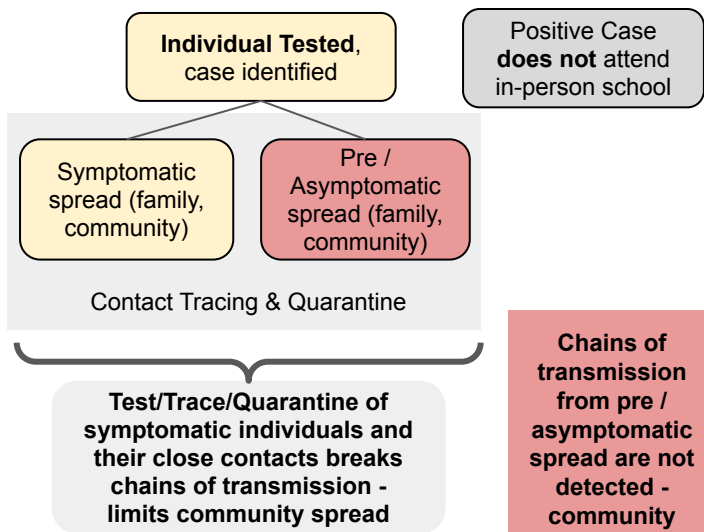 Individual Tested,
case identified
Positive Case
does not attend
in-person school
Symptomatic
spread (family,
community)
Pre /
Asymptomatic
spread (family,
community)
Contact Tracing & Quarantine
Test/Trace/Quarantine of
symptomatic individuals and
their close contacts breaks
chains of transmission -
limits community spread
Chains of
transmission
from pre /
asymptomatic
spread are not
detected -
community